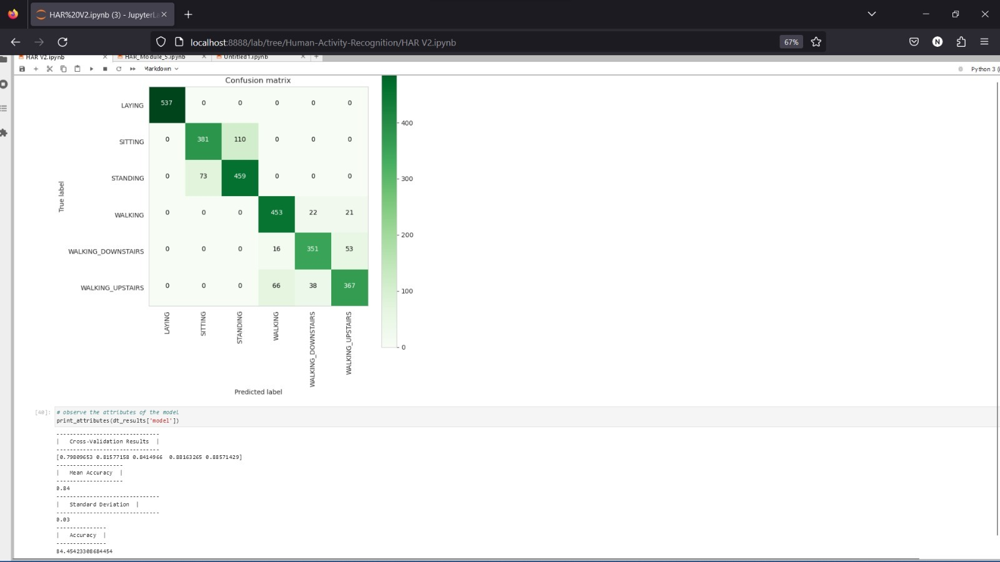 HAR%20V2.ipynb (3) - JupyterL
localhost:8888/lab/tree/Human-Activity-Recognition/HAR V2.ipynb
67%
N
HAR V2.ipynb
HAR_Module_5.ipynb
Untitled1.ipynb
Markdown
Python 3 (i
Confusion matrix
LAYING 537 0 0 0 0 0
SITTING 0 381 110 0 0 0
STANDING 0 73 459 0 0 0
WALKING 0 0 0 453 22 21
WALKING_DOWNSTAIRS 0 0 0 16 351 53
WALKING_UPSTAIRS 0 0 0 66 38 367
True label
LAYING
SITTING
STANDING
WALKING
WALKING_DOWNSTAIRS
WALKING_UPSTAIRS
Predicted label
400
300
200
100
0
[40]: # observe the attributes of the model
print_attributes(dt_results['model'])
-------------------------------
| Cross-Validation Results |
-------------------------------
[0.79809653 0.81577158 0.8414966  0.88163265 0.88571429]
--------------------
| Mean Accuracy |
--------------------
0.84
-------------------------------
| Standard Deviation |
-------------------------------
0.03
---------------
| Accuracy |
---------------
84.45423308684454